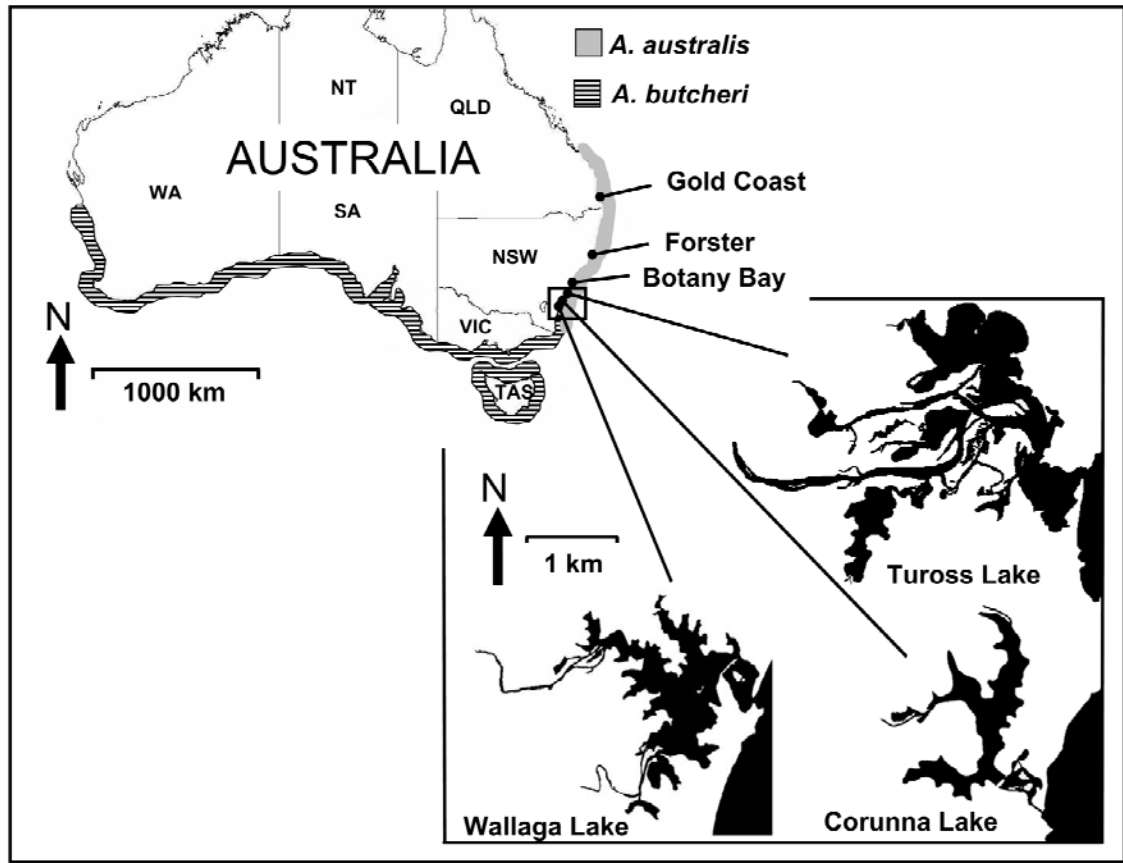 A. australis
A. butcheri
NT
QLD
AUSTRALIA
WA
SA
Gold Coast
NSW
Forster
Botany Bay
N
VIC
1000 km
TAS
N
1 km
Tuross Lake
Wallaga Lake
Corunna Lake